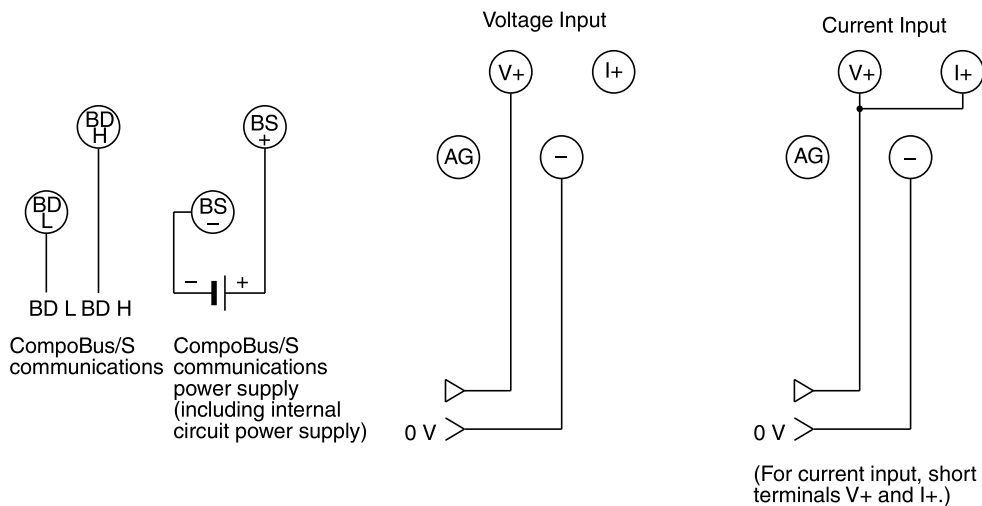 Voltage Input
V+
I+
AG
−
0 V
Current Input
V+
I+
AG
−
0 V
(For current input, short
terminals V+ and I+.)
BD
H
BD
L
BD L BD H
CompoBus/S
communications
BS
+
BS
−
− +
CompoBus/S
communications
power supply
(including internal
circuit power supply)